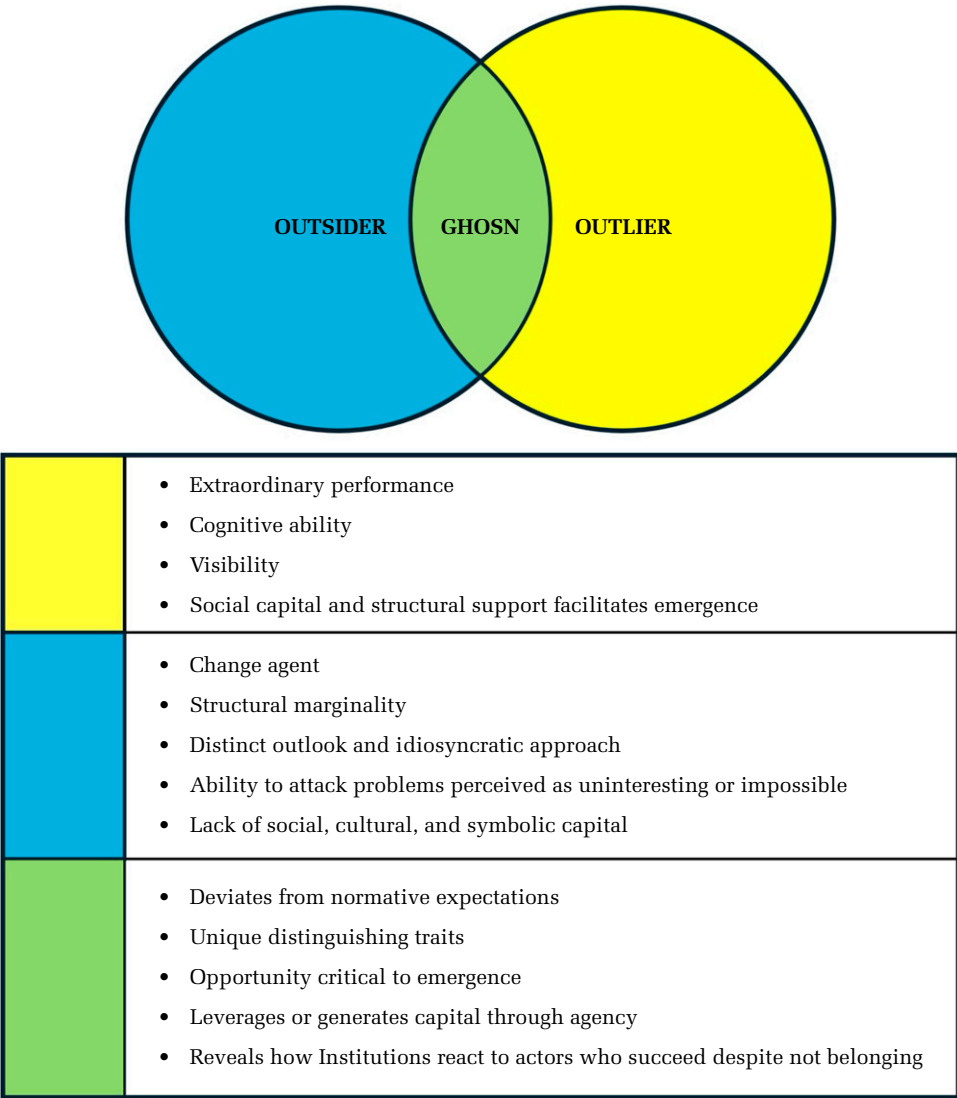 OUTSIDER GHOSN OUTLIER
• Extraordinary performance
• Cognitive ability
• Visibility
• Social capital and structural support facilitates emergence
• Change agent
• Structural marginality
• Distinct outlook and idiosyncratic approach
• Ability to attack problems perceived as uninteresting or impossible
• Lack of social, cultural, and symbolic capital
• Deviates from normative expectations
• Unique distinguishing traits
• Opportunity critical to emergence
• Leverages or generates capital through agency
• Reveals how Institutions react to actors who succeed despite not belonging